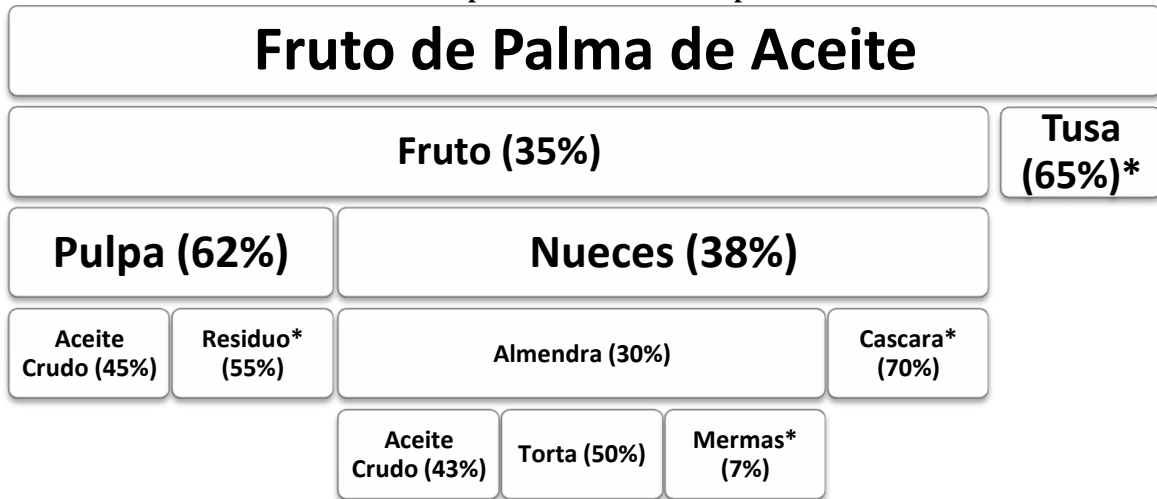 Fruto de Palma de Aceite
Fruto (35%)
Tusa
(65%)*
Pulpa (62%)
Nueces (38%)
Aceite
Crudo (45%)
Residuo*
(55%)
Almendra (30%)
Cascara*
(70%)
Aceite
Crudo (43%)
Torta (50%)
Mermas*
(7%)